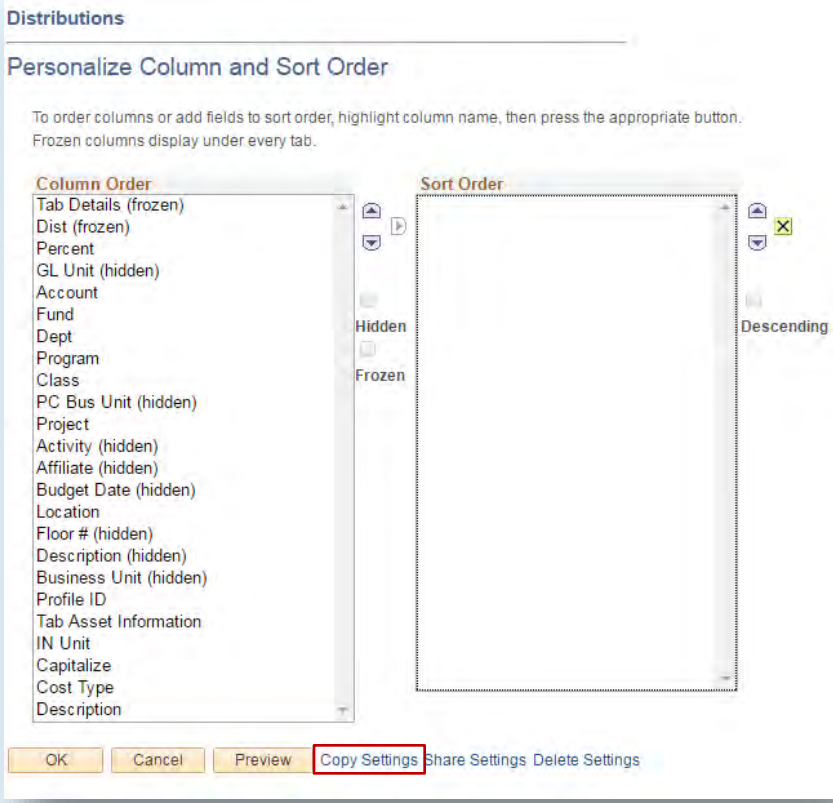 Distributions
Personalize Column and Sort Order
To order columns or add fields to sort order, highlight column name, then press the appropriate button.
Frozen columns display under every tab.
Column Order
Tab Details (frozen)
Dist (frozen)
Percent
GL Unit (hidden)
Account
Fund
Dept
Program
Class
PC Bus Unit (hidden)
Project
Activity (hidden)
Affiliate (hidden)
Budget Date (hidden)
Location
Floor # (hidden)
Description (hidden)
Business Unit (hidden)
Profile ID
Tab Asset Information
IN Unit
Capitalize
Cost Type
Description
Hidden
Frozen
Sort Order
Descending
OK Cancel Preview Copy Settings Share Settings Delete Settings